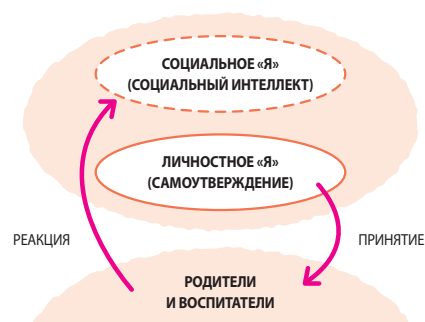 СОЦИАЛЬНОЕ «Я»
(СОЦИАЛЬНЫЙ ИНТЕЛЛЕКТ)
ЛИЧНОСТНОЕ «Я»
(САМОУТВЕРЖДЕНИЕ)
РЕАКЦИЯ
ПРИНЯТИЕ
РОДИТЕЛИ
И ВОСПИТАТЕЛИ